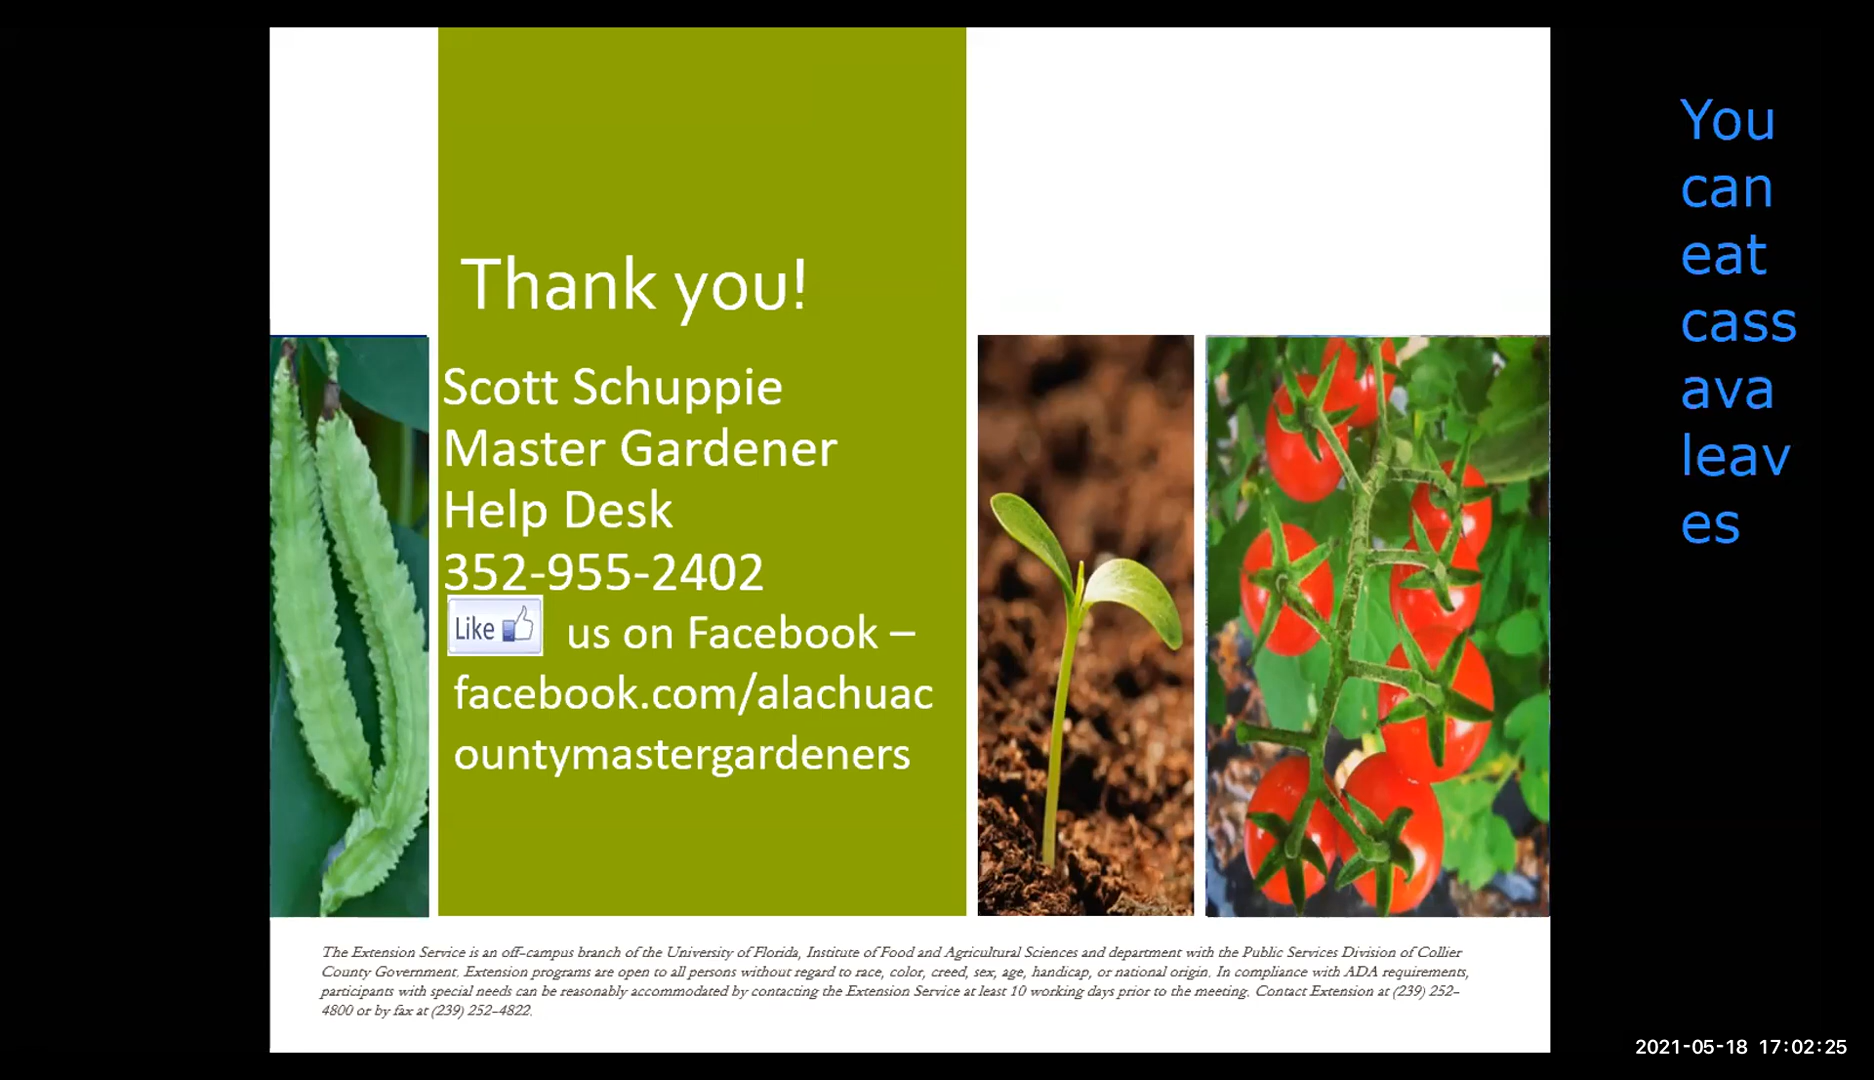 Thank you!
Scott Schuppie
Master Gardener
Help Desk
352-955-2402
Like us on Facebook –
facebook.com/alachuac
ountymastergardeners
The Extension Service is an off-campus branch of the University of Florida, Institute of Food and Agricultural Sciences and department with the Public Services Division of Collier
County Government. Extension programs are open to all persons without regard to race, color, creed, sex, age, handicap, or national origin. In compliance with ADA requirements,
participants with special needs can be reasonably accommodated by contacting the Extension Service at least 10 working days prior to the meeting. Contact Extension at (239) 252-
4800 or by fax at (239) 252-4822.
You
can
eat
cass
ava
leav
es
2021-05-18 17:02:25